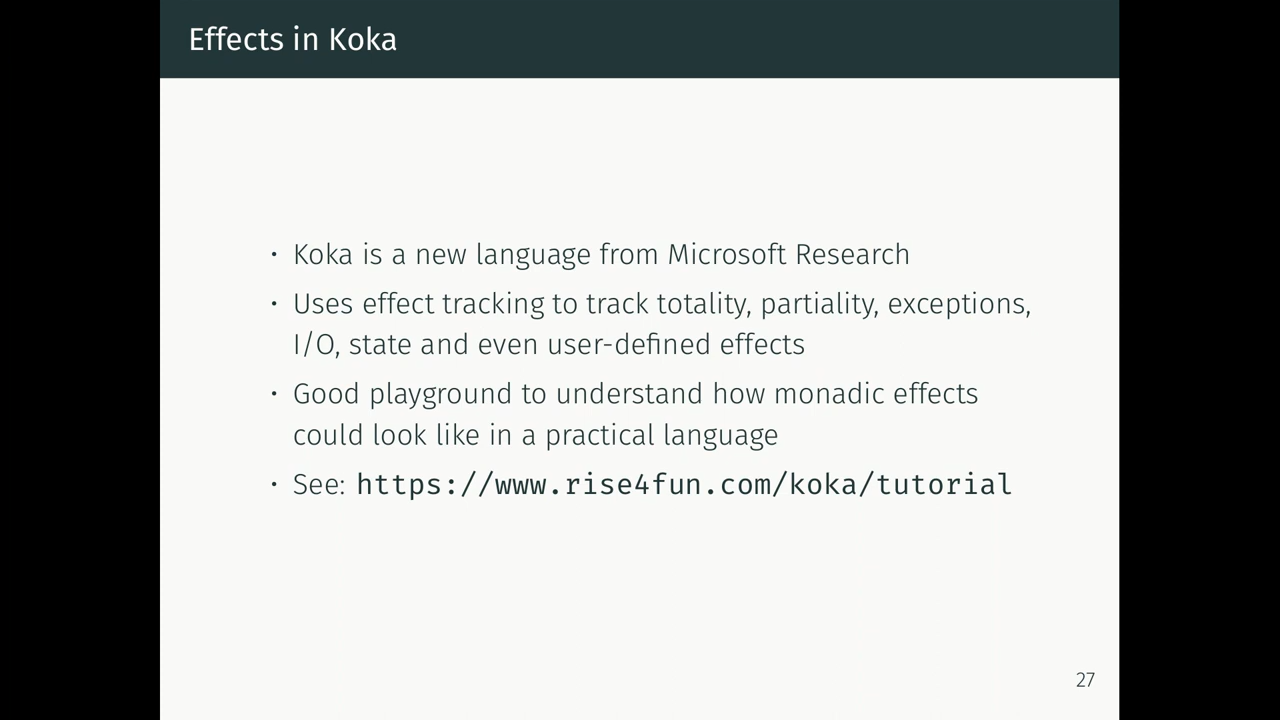 Effects in Koka
• Koka is a new language from Microsoft Research
• Uses effect tracking to track totality, partiality, exceptions,
I/O, state and even user-defined effects
• Good playground to understand how monadic effects
could look like in a practical language
• See: https://www.rise4fun.com/koka/tutorial
27